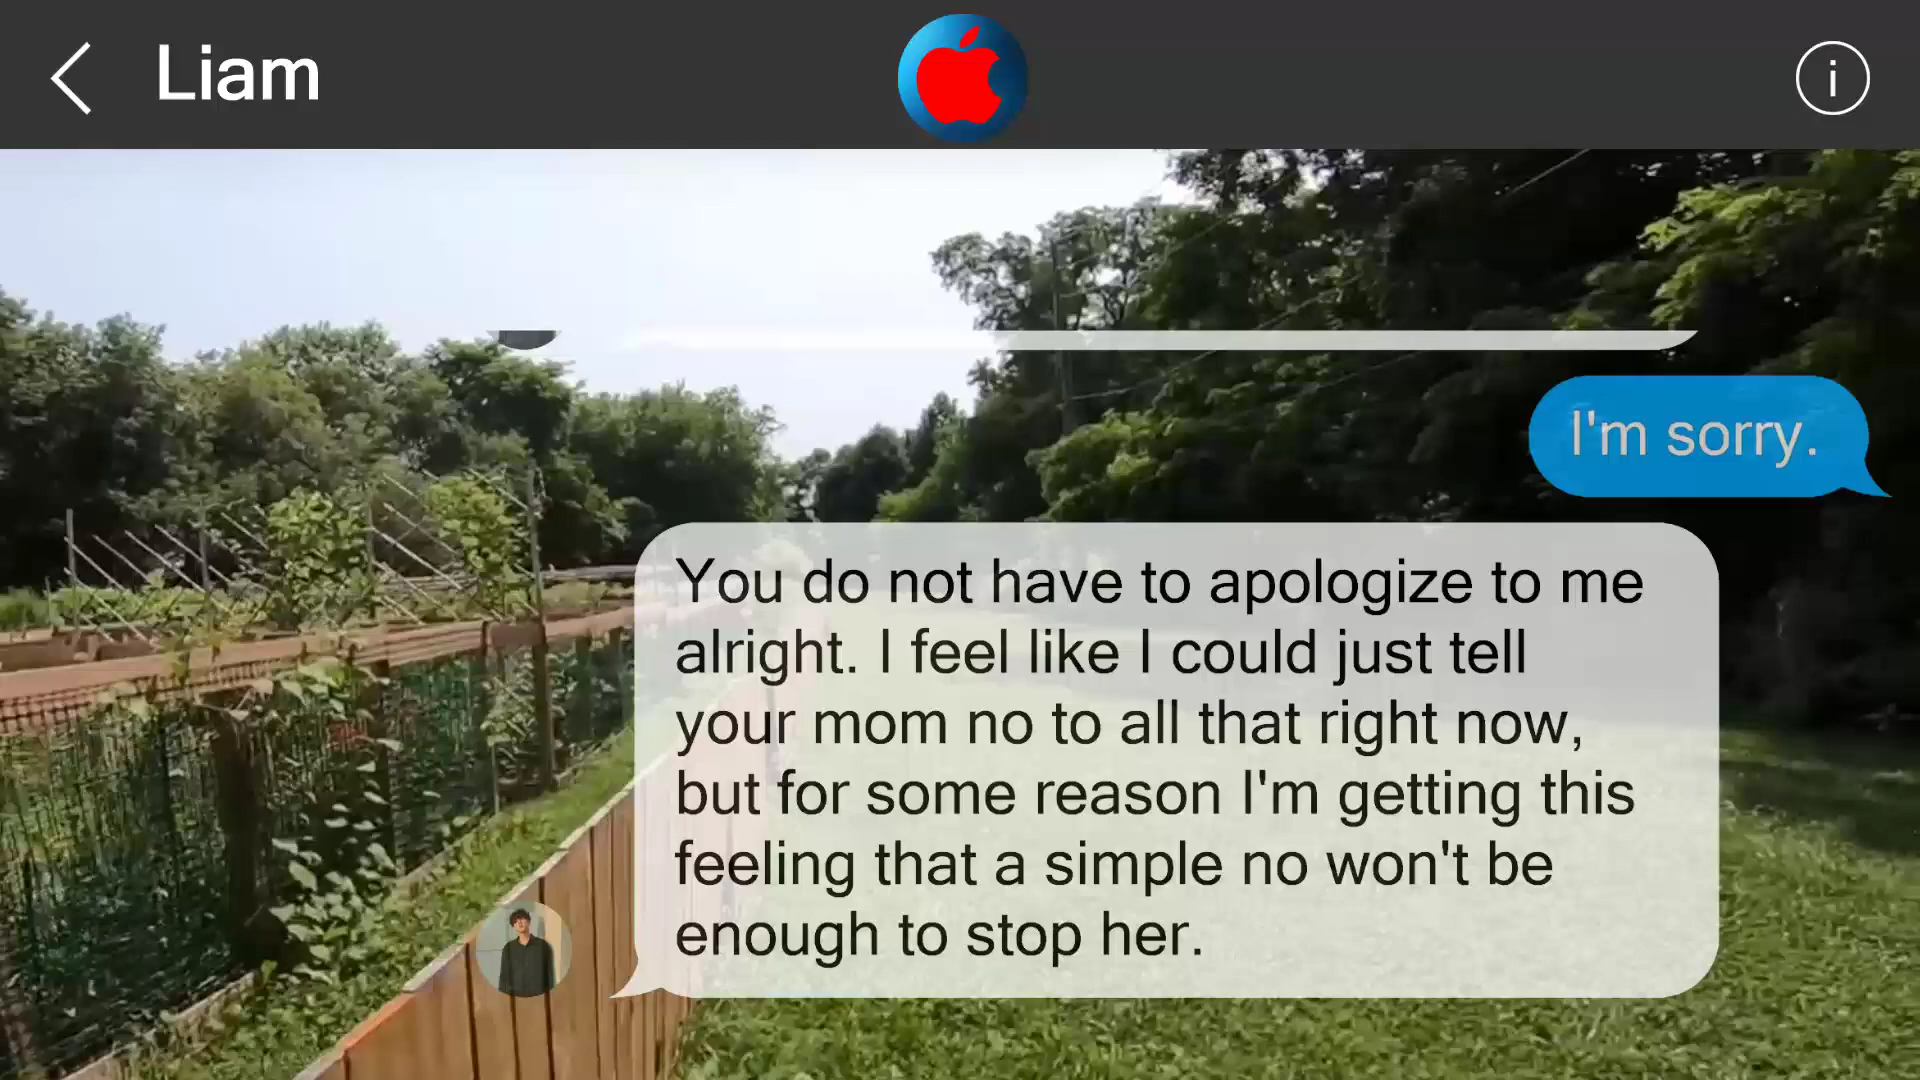 Liam
i
I'm sorry.
You do not have to apologize to me
alright. I feel like I could just tell
your mom no to all that right now,
but for some reason I'm getting this
feeling that a simple no won't be
enough to stop her.